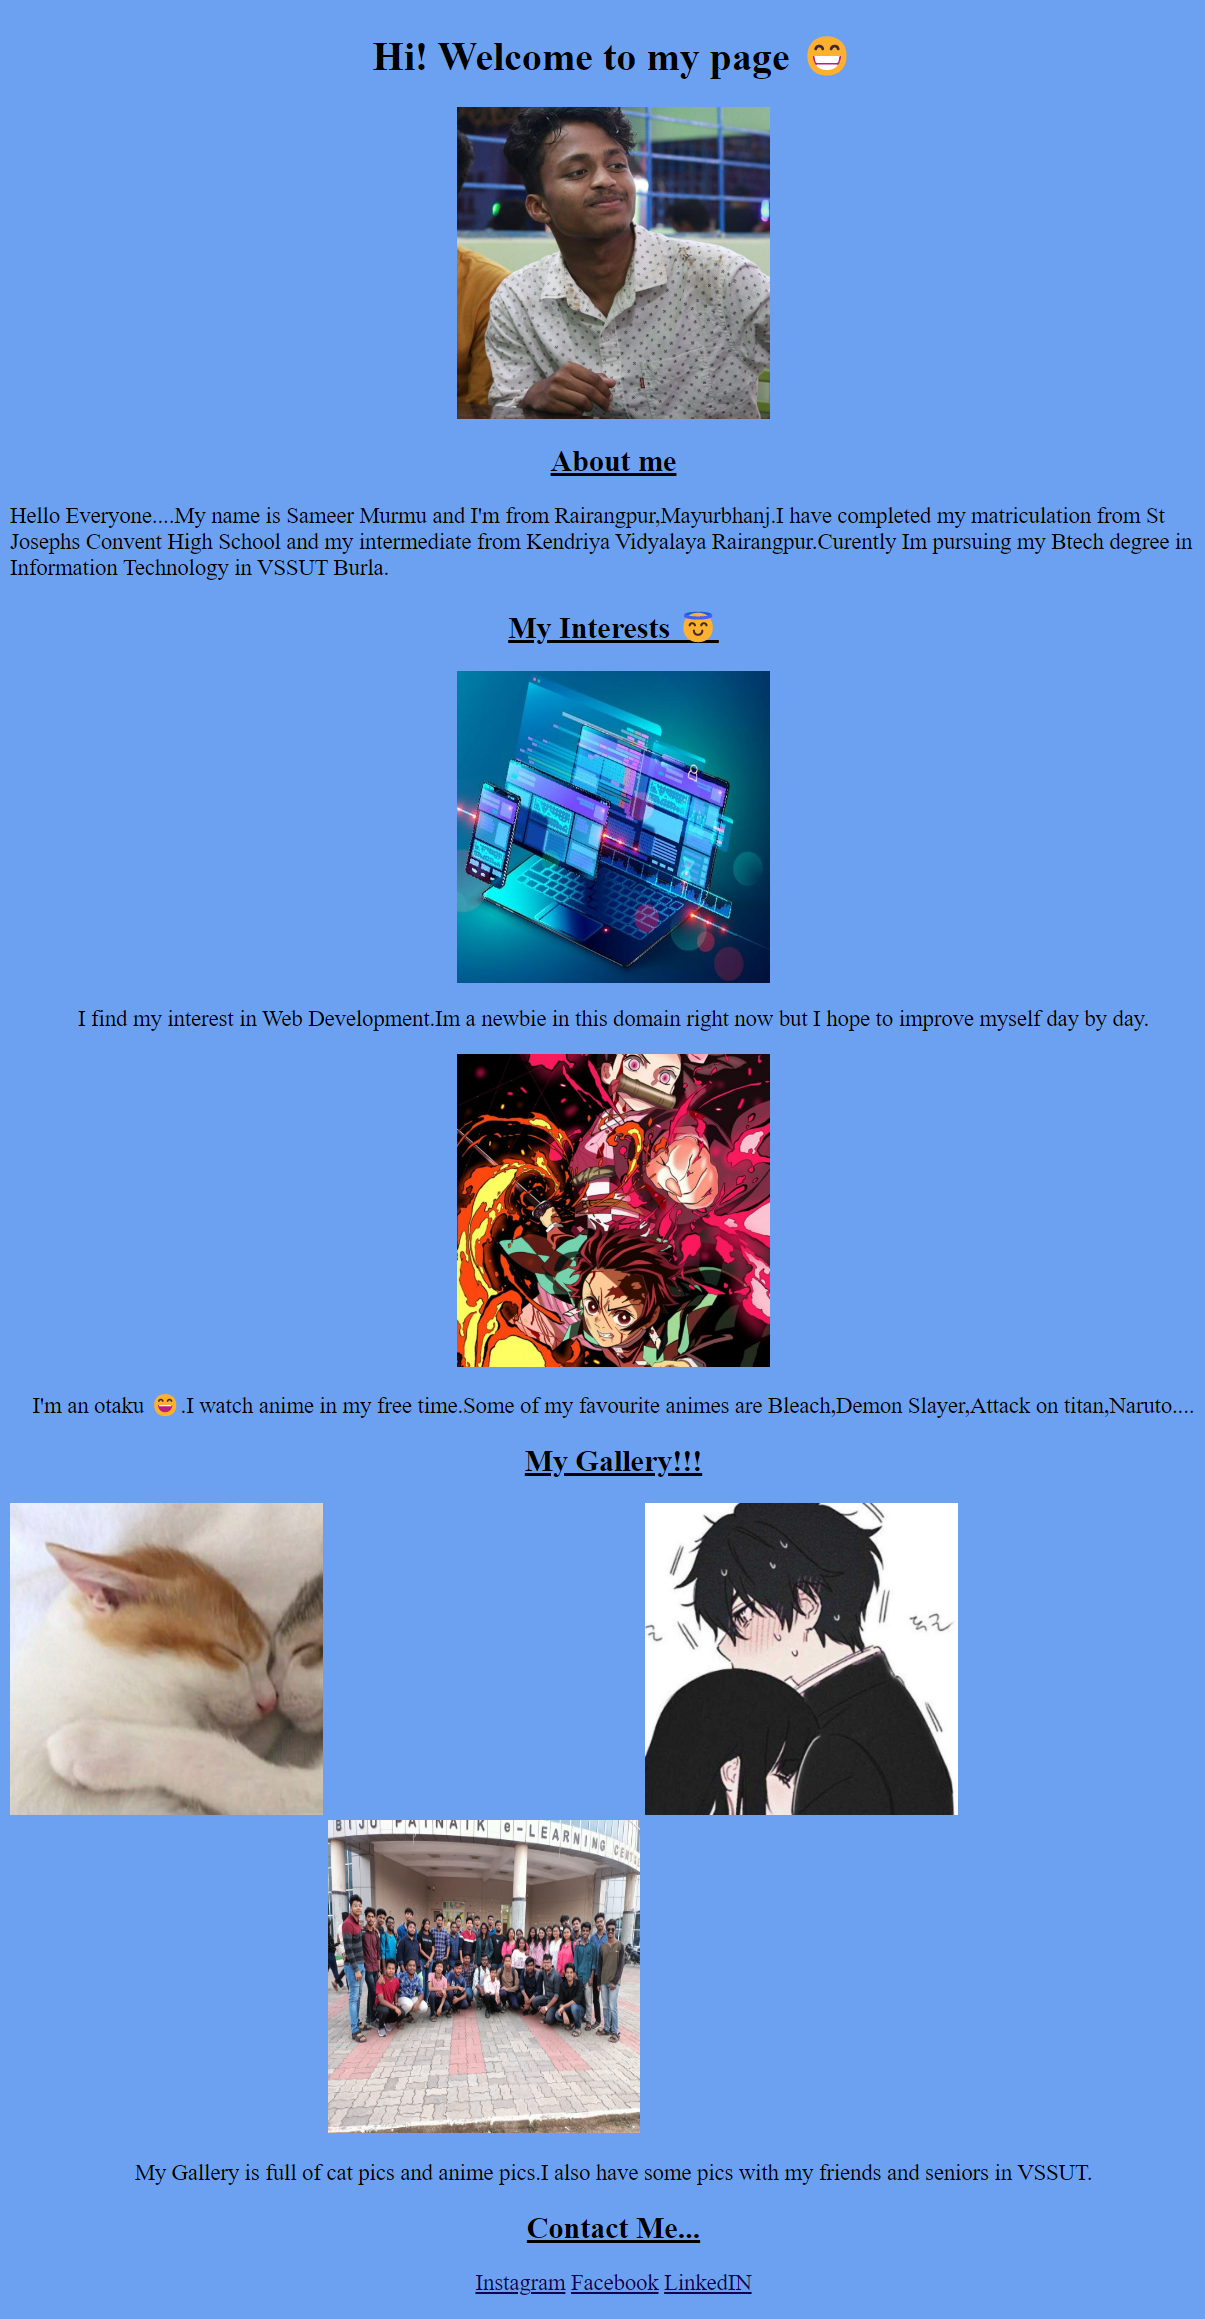 Hi! Welcome to my page 😁
About me
Hello Everyone....My name is Sameer Murmu and I'm from Rairangpur,Mayurbhanj.I have completed my matriculation from St
Josephs Convent High School and my intermediate from Kendriya Vidyalaya Rairangpur.Curently Im pursuing my Btech degree in
Information Technology in VSSUT Burla.
My Interests 😇
I find my interest in Web Development.Im a newbie in this domain right now but I hope to improve myself day by day.
I'm an otaku 😄.I watch anime in my free time.Some of my favourite animes are Bleach,Demon Slayer,Attack on titan,Naruto....
My Gallery!!!
BIJU PATNAIK e-LEARNING CENT
My Gallery is full of cat pics and anime pics.I also have some pics with my friends and seniors in VSSUT.
Contact Me...
Instagram Facebook LinkedIN